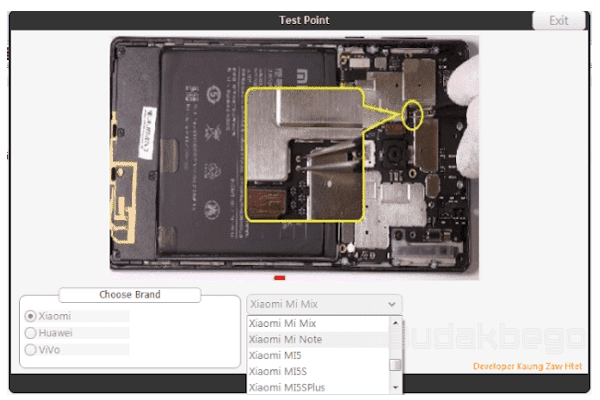 Test Point
Exit
Choose Brand
Xiaomi
Huawei
ViVo
Xiaomi Mi Mix
Xiaomi Mi Mix
Xiaomi Mi Note
Xiaomi MI5
Xiaomi MI5S
Xiaomi MI5SPlus
budakbego
Developer Kaung Zaw Htet